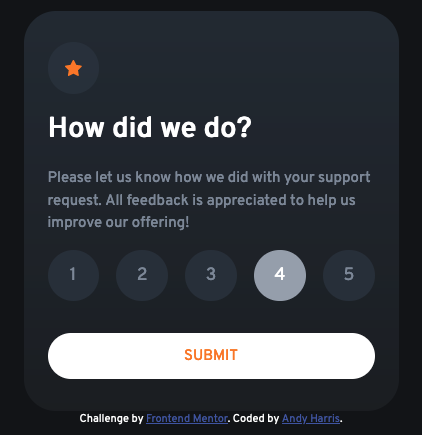 How did we do?
Please let us know how we did with your support
request. All feedback is appreciated to help us
improve our offering!
1 2 3 4 5
SUBMIT
Challenge by Frontend Mentor. Coded by Andy Harris.